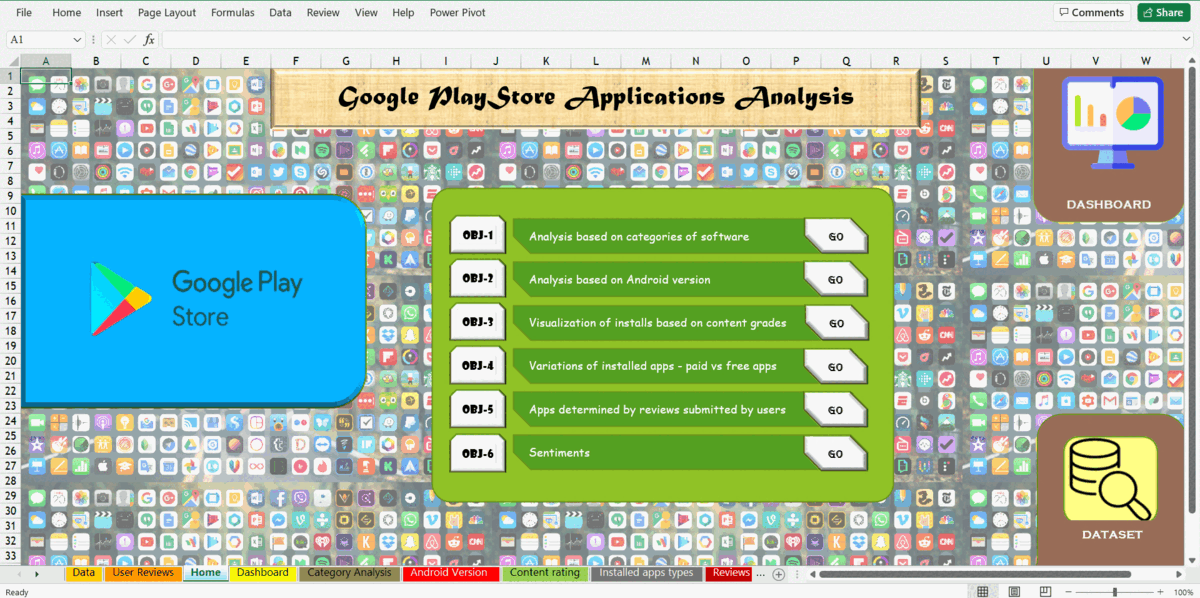 File Home Insert Page Layout Formulas Data Review View Help Power Pivot Comments Share
A1 fx
A B C D E F G H I J K L M N O P Q R S T U V W
1
2
3
4
5
6
7
8
9
10
11
12
13
14
15
16
17
18
19
20
21
22
23
24
25
26
27
28
29
30
31
32
33
Google PlayStore Applications Analysis
DASHBOARD
Google Play
Store
OBJ-1 Analysis based on categories of software GO
OBJ-2 Analysis based on Android version GO
OBJ-3 Visualization of installs based on content grades GO
OBJ-4 Variations of installed apps - paid vs free apps GO
OBJ-5 Apps determined by reviews submitted by users GO
OBJ-6 Sentiments GO
DATASET
Data User Reviews Home Dashboard Category Analysis Android Version Content rating Installed apps types Reviews ...
Ready 100%